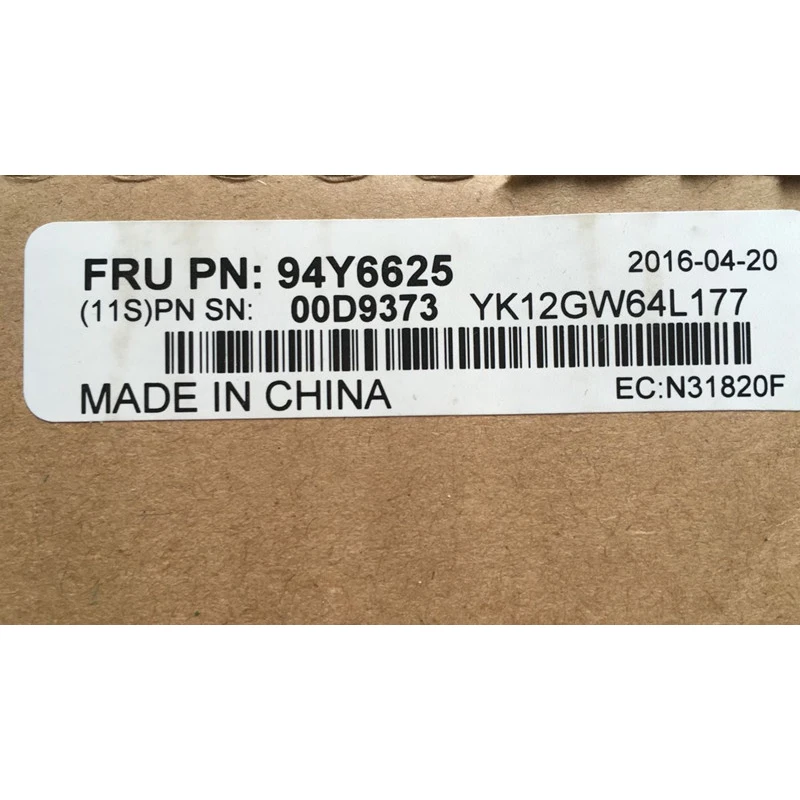 FRU PN: 94Y6625 2016-04-20
(11S)PN SN: 00D9373 YK12GW64L177
MADE IN CHINA EC:N31820F